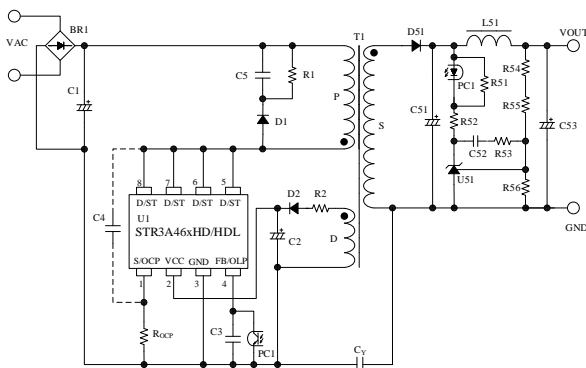 T1
D51
L51
VOUT
BR1
VAC
C5
R1
P
D1
C1
S
PC1
R51
R54
R52
R55
C51
C53
C52
R53
U51
R56
GND
8
7
6
5
D/ST
D/ST
D/ST
D/ST
U1
STR3A46xHD/HDL
C4
S/OCP
VCC
GND
FB/OLP
1
2
3
4
D2
R2
C2
D
ROCP
C3
PC1
CY